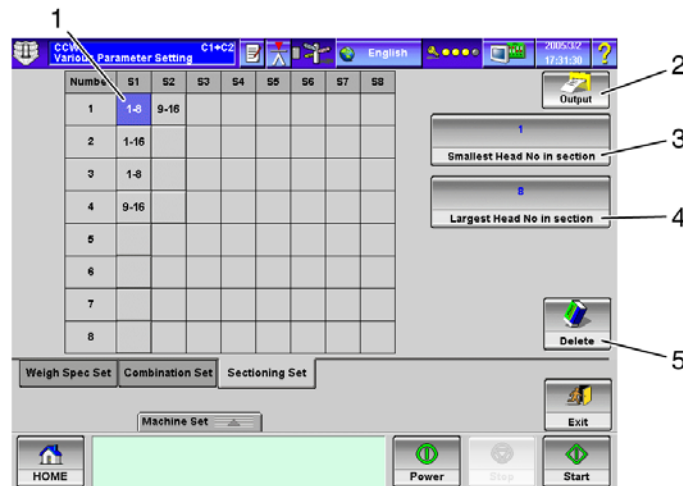 1
CCW
Various Parameter Setting
C1+C2
English
2005/3/2
17:31:30
?
Number S1 S2 S3 S4 S5 S6 S7 S8
1 1-8 9-16
2 1-16
3 1-8
4 9-16
5
6
7
8
Output
2
1
Smallest Head No in section
3
8
Largest Head No in section
4
Delete
5
Weigh Spec Set Combination Set Sectioning Set
Machine Set
Exit
HOME
Power
Stop
Start